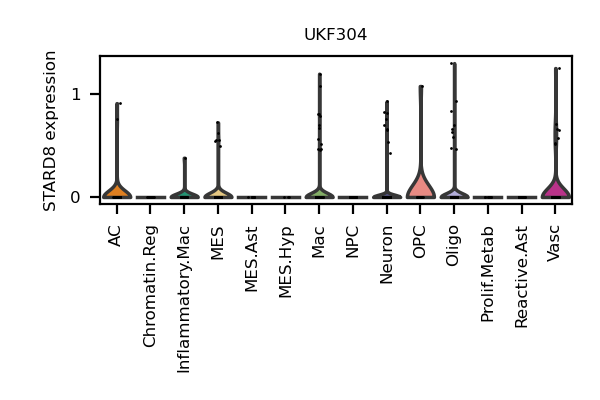 UKF304
STARD8 expression
1
0
AC
Chromatin.Reg
Inflammatory.Mac
MES
MES.Ast
MES.Hyp
Mac
NPC
Neuron
OPC
Oligo
Prolif.Metab
Reactive.Ast
Vasc